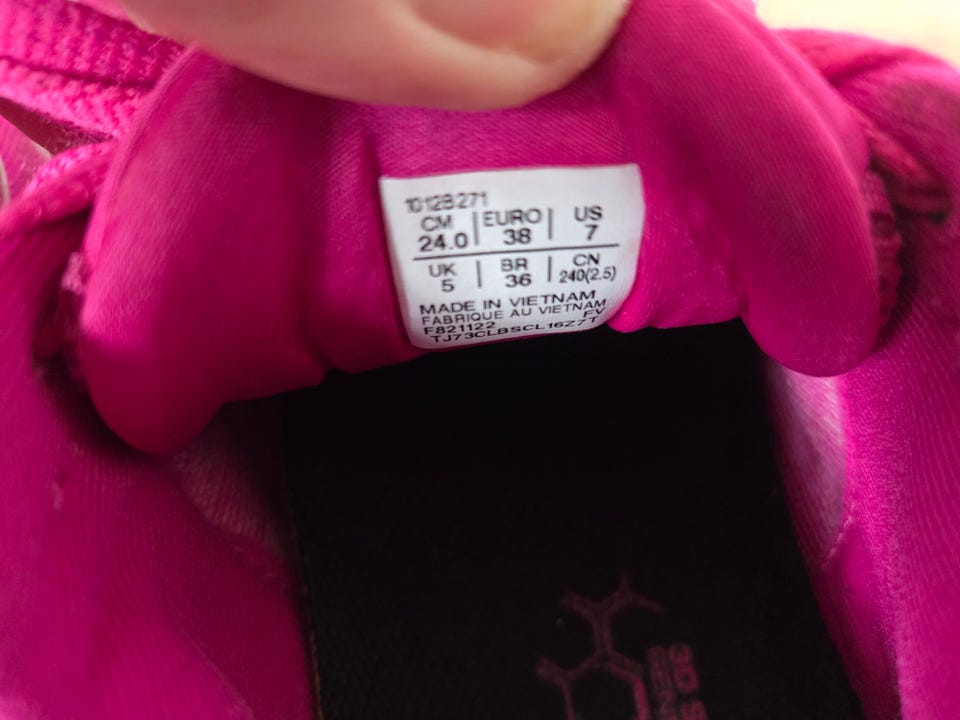 1012B271
CM | EURO | US
24.0 | 38 | 7
UK | BR | CN
5 | 36 | 240(2.5)
MADE IN VIETNAM
FABRIQUE AU VIETNAM
F821122 FV
TJ73CLBSCL16Z7T
3D S